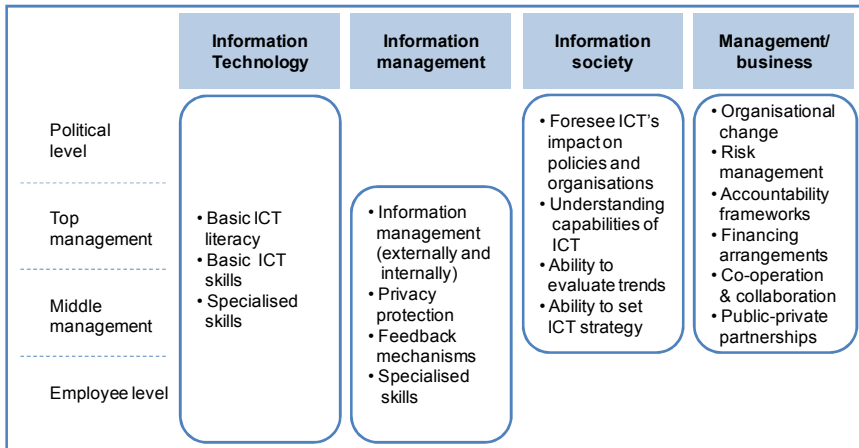 Information
Technology
Information
management
Information
society
Management/
business
Political
level
Top
management
Middle
management
Employee level
• Basic ICT
literacy
• Basic ICT
skills
• Specialised
skills
• Information
management
(externally and
internally)
• Privacy
protection
• Feedback
mechanisms
• Specialised
skills
• Foresee ICT's
impact on
policies and
organisations
• Understanding
capabilities of
ICT
• Ability to
evaluate trends
• Ability to set
ICT strategy
• Organisational
change
• Risk
management
• Accountability
frameworks
• Financing
arrangements
• Co-operation
& collaboration
• Public-private
partnerships